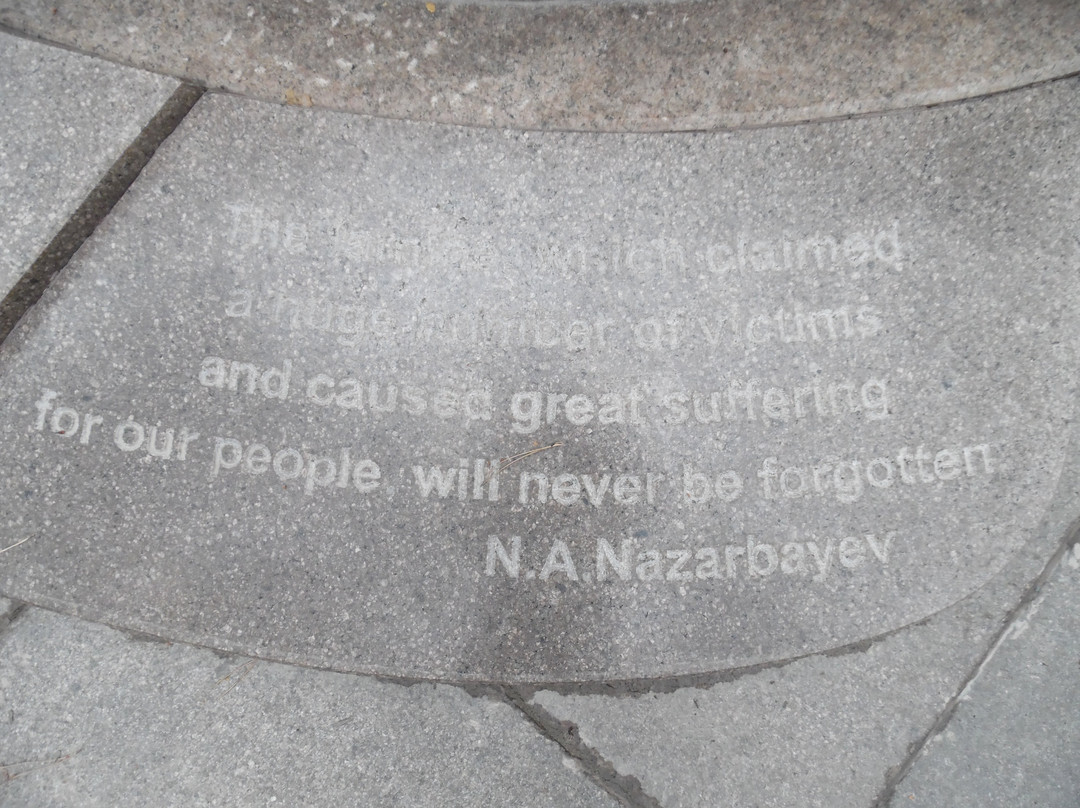 The famine, which claimed
a huge number of victims
and caused great suffering
for our people, will never be forgotten
N.A.Nazarbayev